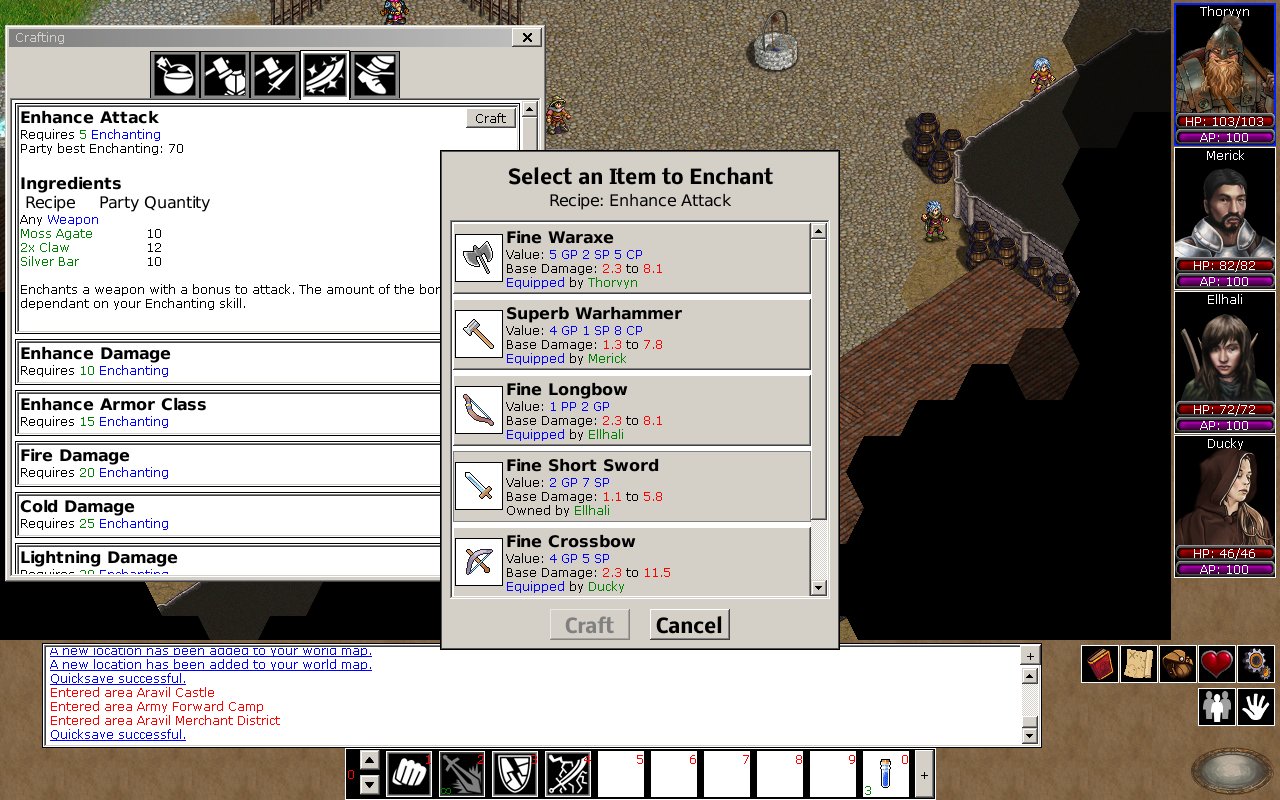 Crafting
Enhance Attack
Craft
Requires 5 Enchanting
Party best Enchanting: 70
Ingredients
Recipe Party Quantity
Any Weapon
Moss Agate 10
2x Claw 12
Silver Bar 10
Enchants a weapon with a bonus to attack. The amount of the
dependant on your Enchanting skill.
Enhance Damage
Requires 10 Enchanting
Enhance Armor Class
Requires 15 Enchanting
Fire Damage
Requires 20 Enchanting
Cold Damage
Requires 25 Enchanting
Lightning Damage
Select an Item to Enchant
Recipe: Enhance Attack
Fine Waraxe
Value: 5 GP 2 SP 5 CP
Base Damage: 2.3 to 8.1
Equipped by Thorvyn
Superb Warhammer
Value: 4 GP 1 SP 8 CP
Base Damage: 1.3 to 7.8
Equipped by Merick
Fine Longbow
Value: 1 PP 2 GP
Base Damage: 2.3 to 8.1
Equipped by Ellhali
Fine Short Sword
Value: 2 GP 7 SP
Base Damage: 1.1 to 5.8
Owned by Ellhali
Fine Crossbow
Value: 4 GP 5 SP
Base Damage: 2.3 to 11.5
Equipped by Ducky
Craft
Cancel
Thorvyn
HP: 103/103
AP: 100
Merick
HP: 82/82
AP: 100
Ellhali
HP: 72/72
AP: 100
Ducky
HP: 46/46
AP: 100
A new location has been added to your world map.
A new location has been added to your world map.
Quicksave successful.
Entered area Aravil Castle
Entered area Army Forward Camp
Entered area Aravil Merchant District
Quicksave successful.
+
0 1 2 3 4 5 6 7 8 9 0 +
∞ 3